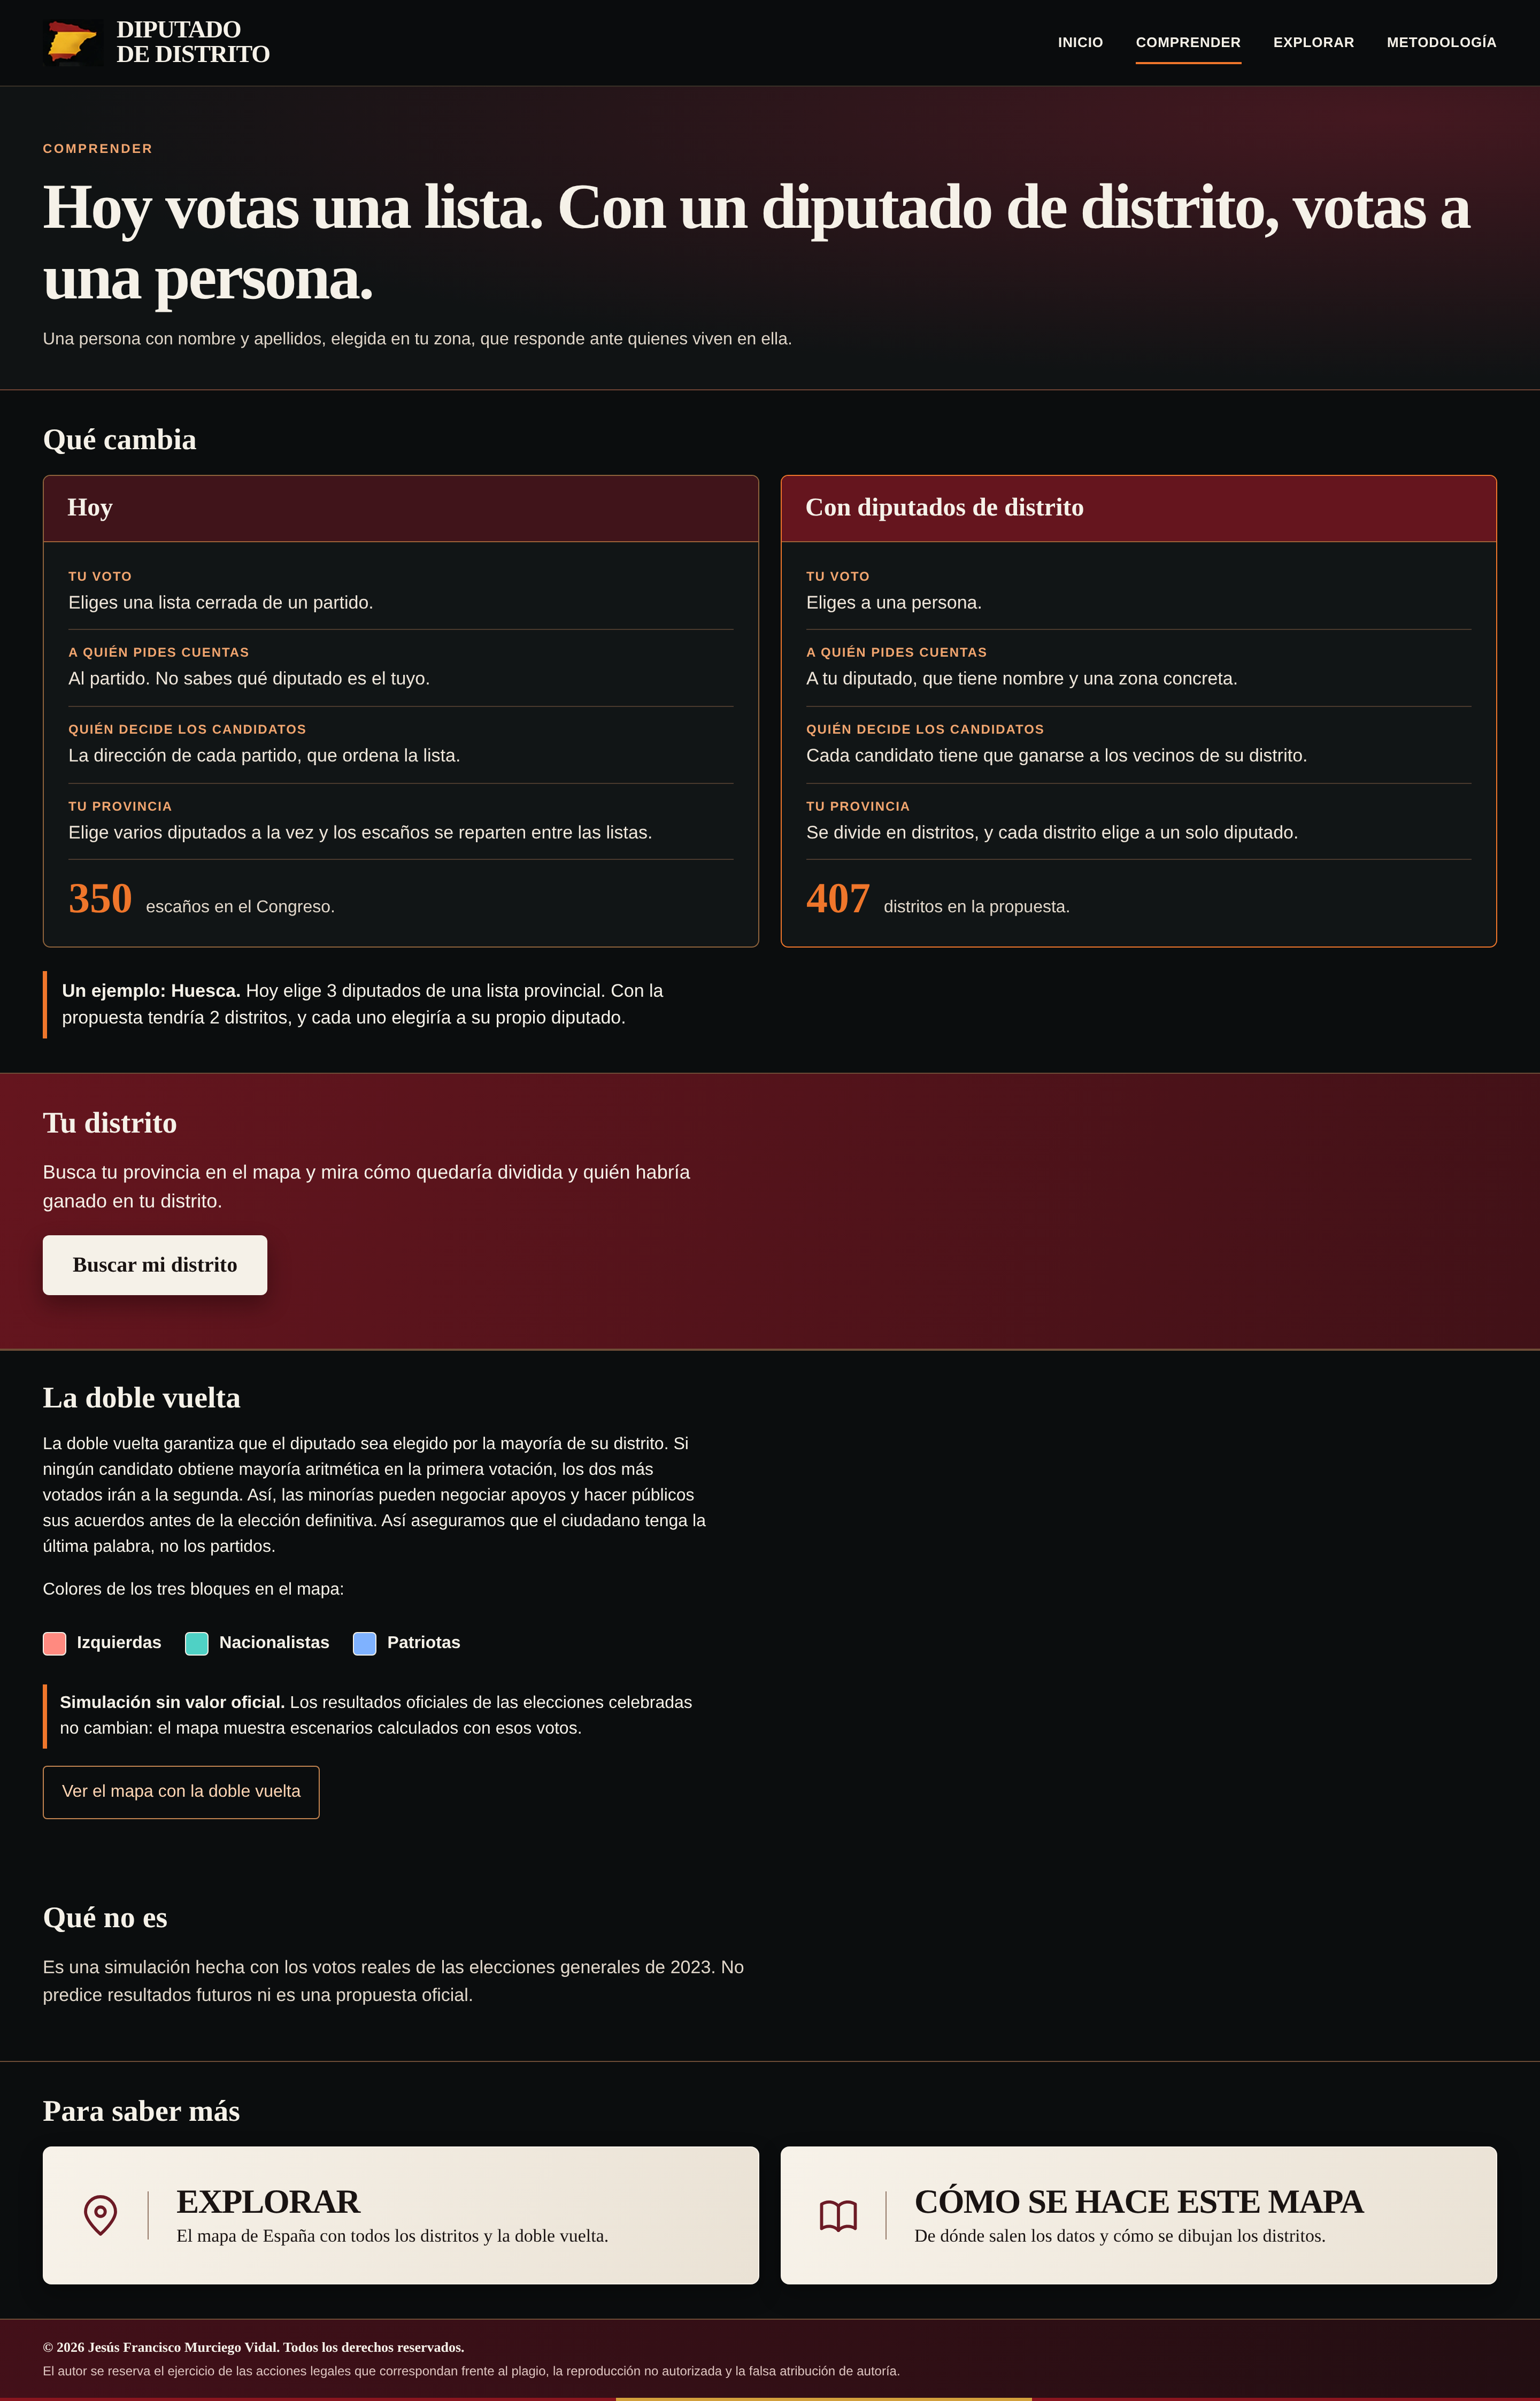 DIPUTADO
DE DISTRITO
INICIO
COMPRENDER
EXPLORAR
METODOLOGÍA
COMPRENDER
Hoy votas una lista. Con un diputado de distrito, votas a
una persona.
Una persona con nombre y apellidos, elegida en tu zona, que responde ante quienes viven en ella.
Qué cambia
Hoy
TU VOTO
Eliges una lista cerrada de un partido.
A QUIÉN PIDES CUENTAS
Al partido. No sabes qué diputado es el tuyo.
QUIÉN DECIDE LOS CANDIDATOS
La dirección de cada partido, que ordena la lista.
TU PROVINCIA
Elige varios diputados a la vez y los escaños se reparten entre las listas.
350 escaños en el Congreso.
Con diputados de distrito
TU VOTO
Eliges a una persona.
A QUIÉN PIDES CUENTAS
A tu diputado, que tiene nombre y una zona concreta.
QUIÉN DECIDE LOS CANDIDATOS
Cada candidato tiene que ganarse a los vecinos de su distrito.
TU PROVINCIA
Se divide en distritos, y cada distrito elige a un solo diputado.
407 distritos en la propuesta.
Un ejemplo: Huesca. Hoy elige 3 diputados de una lista provincial. Con la
propuesta tendría 2 distritos, y cada uno elegiría a su propio diputado.
Tu distrito
Busca tu provincia en el mapa y mira cómo quedaría dividida y quién habría
ganado en tu distrito.
Buscar mi distrito
La doble vuelta
La doble vuelta garantiza que el diputado sea elegido por la mayoría de su distrito. Si
ningún candidato obtiene mayoría aritmética en la primera votación, los dos más
votados irán a la segunda. Así, las minorías pueden negociar apoyos y hacer públicos
sus acuerdos antes de la elección definitiva. Así aseguramos que el ciudadano tenga la
última palabra, no los partidos.
Colores de los tres bloques en el mapa:
Izquierdas
Nacionalistas
Patriotas
Simulación sin valor oficial. Los resultados oficiales de las elecciones celebradas
no cambian: el mapa muestra escenarios calculados con esos votos.
Ver el mapa con la doble vuelta
Qué no es
Es una simulación hecha con los votos reales de las elecciones generales de 2023. No
predice resultados futuros ni es una propuesta oficial.
Para saber más
EXPLORAR
El mapa de España con todos los distritos y la doble vuelta.
CÓMO SE HACE ESTE MAPA
De dónde salen los datos y cómo se dibujan los distritos.
© 2026 Jesús Francisco Murciego Vidal. Todos los derechos reservados.
El autor se reserva el ejercicio de las acciones legales que correspondan frente al plagio, la reproducción no autorizada y la falsa atribución de autoría.